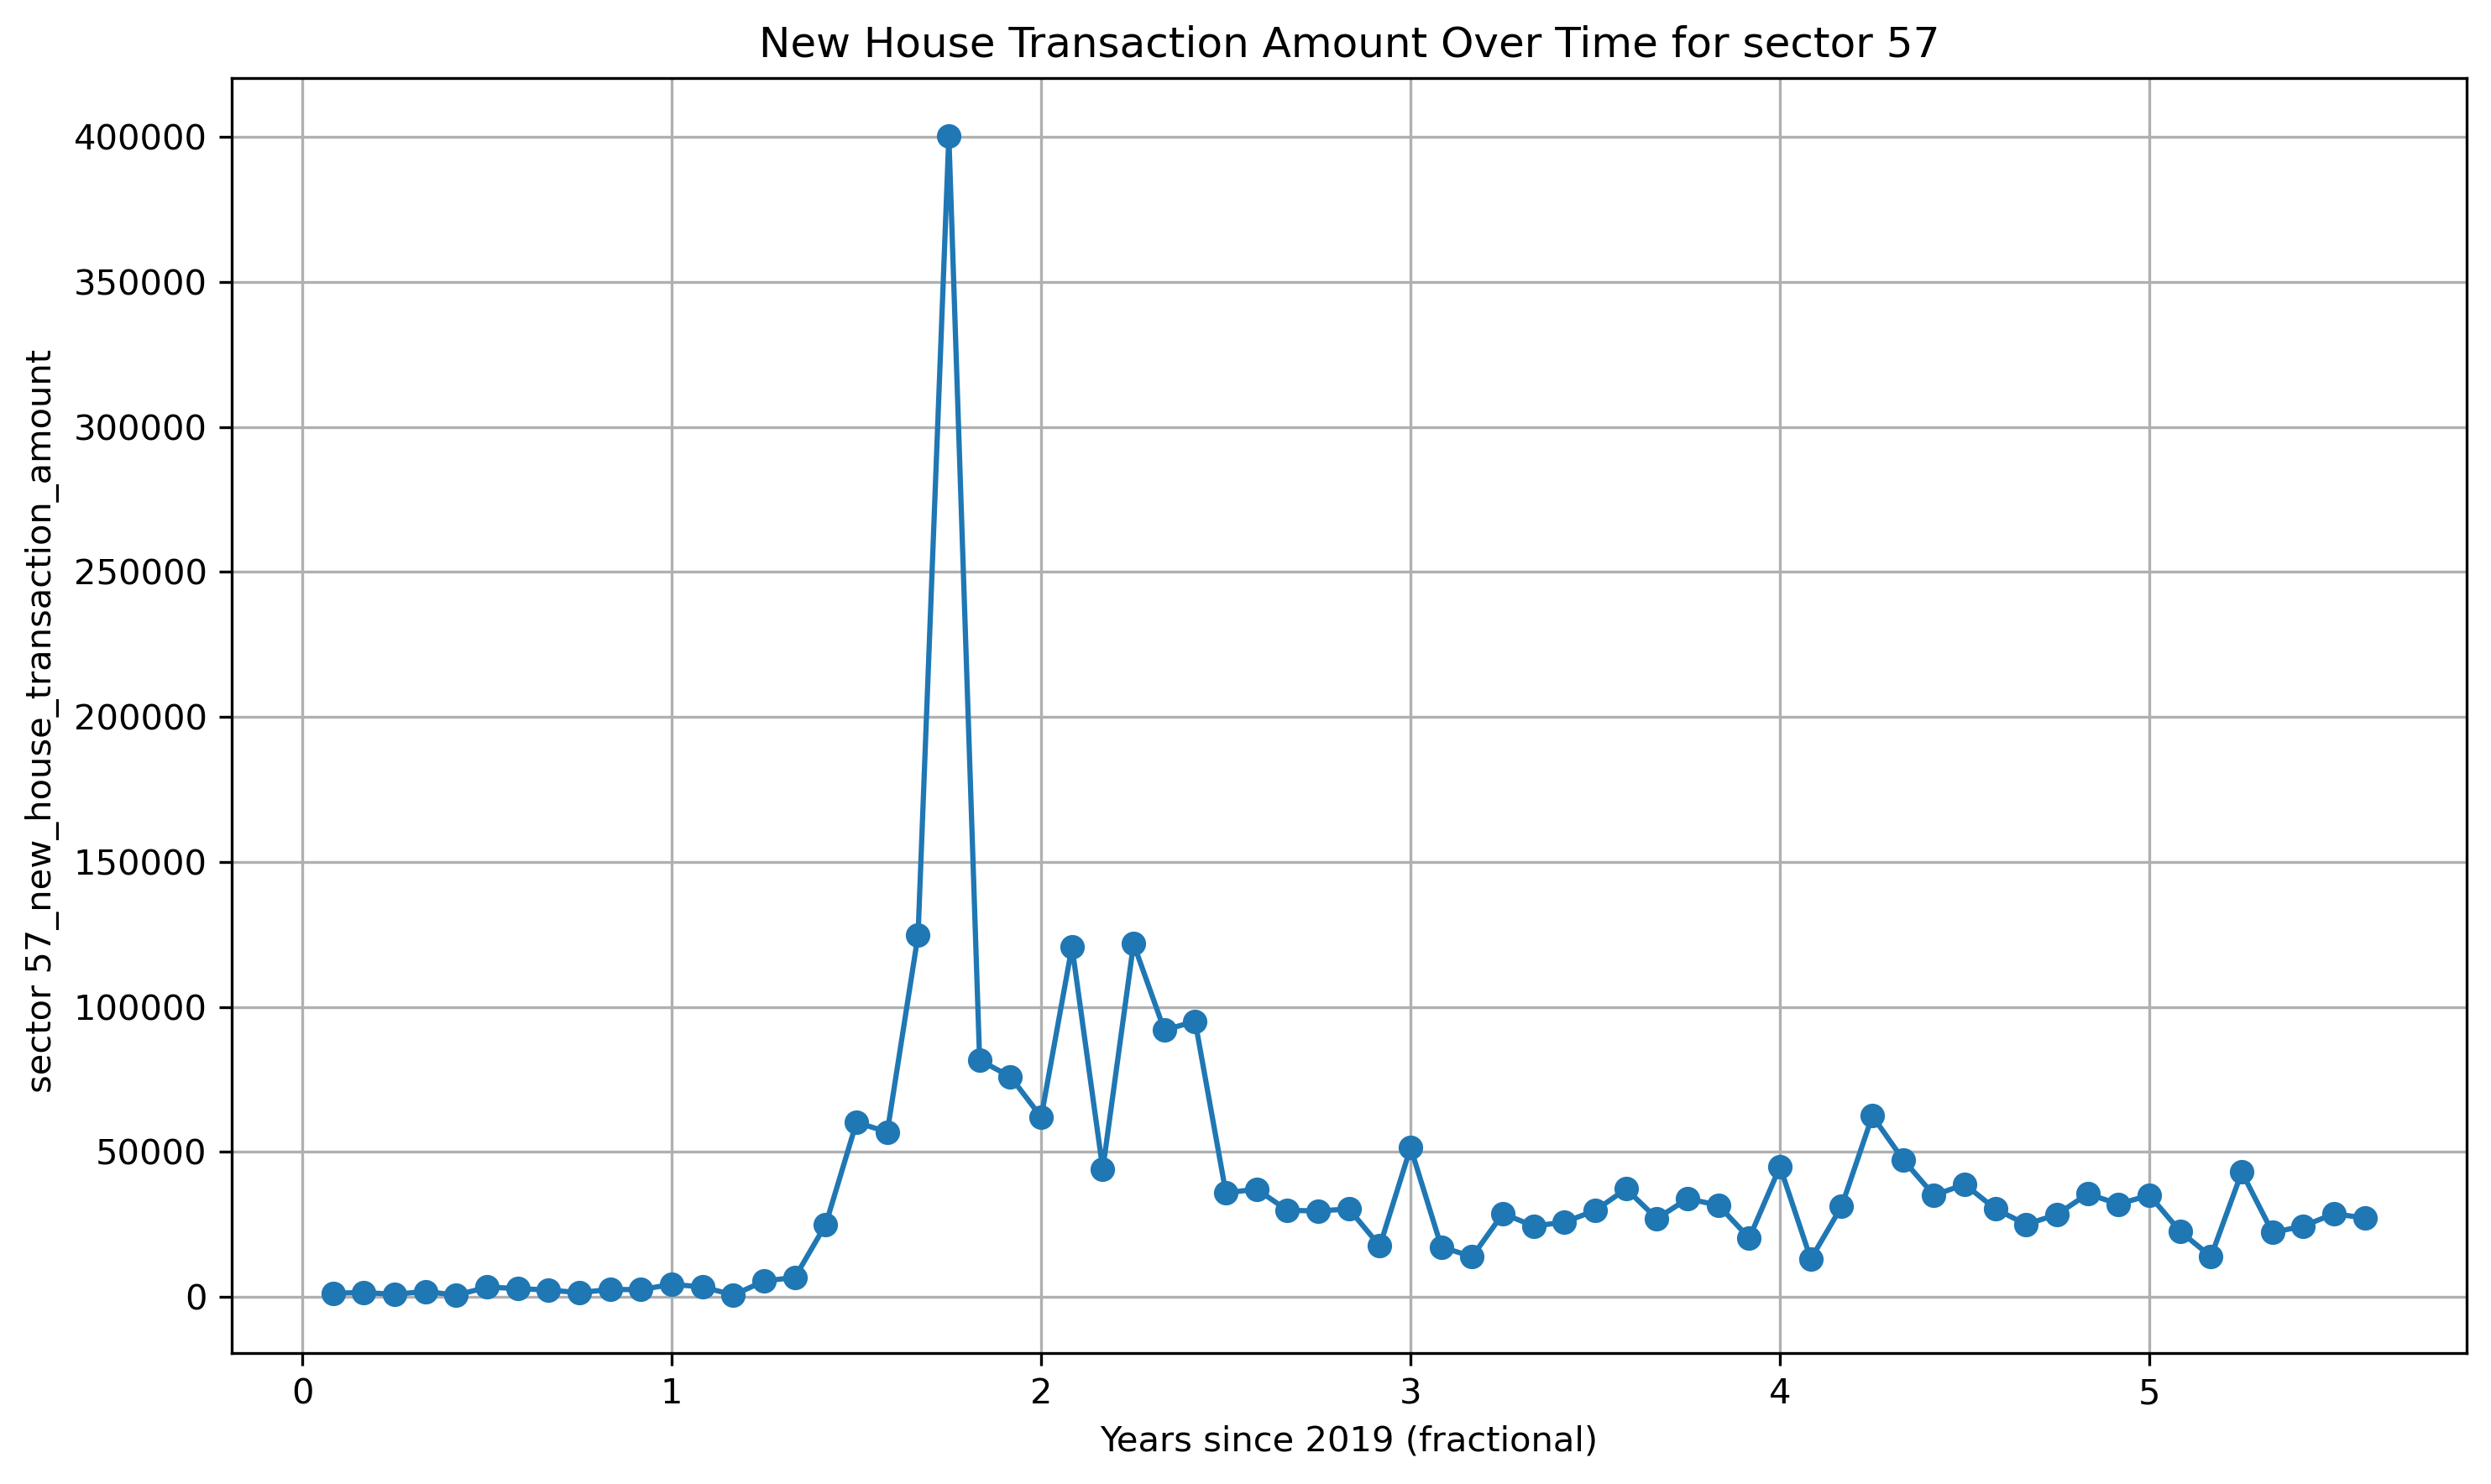 New House Transaction Amount Over Time for sector 57
sector 57_new_house_transaction_amount
400000
350000
300000
250000
200000
150000
100000
50000
0
0 1 2 3 4 5
Years since 2019 (fractional)